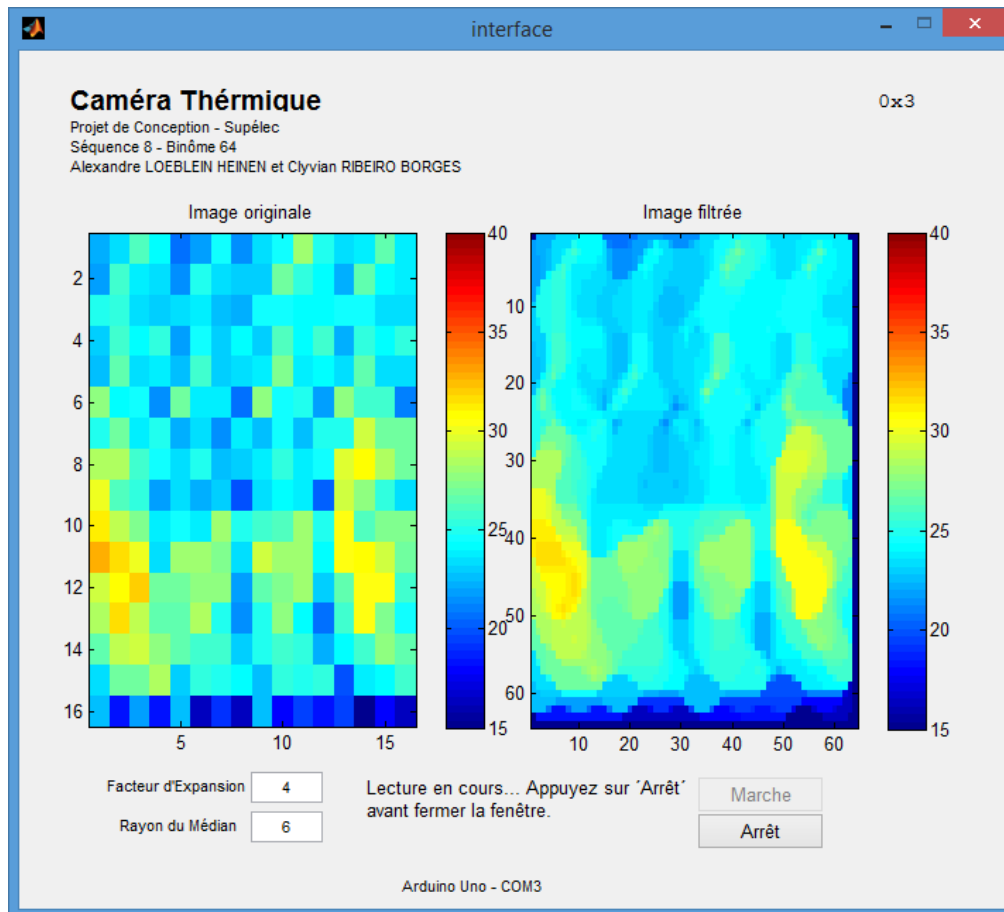 interface
Caméra Thérmique
0x3
Projet de Conception - Supélec
Séquence 8 - Binôme 64
Alexandre LOEBLEIN HEINEN et Clyvian RIBEIRO BORGES
Image originale
Image filtrée
2
4
6
8
10
12
14
16
5
10
15
40
35
30
25
20
15
10
20
30
40
50
60
10
20
30
40
50
60
40
35
30
25
20
15
Facteur d'Expansion
4
Rayon du Médian
6
Lecture en cours... Appuyez sur ´Arrêt´
avant fermer la fenêtre.
Marche
Arrêt
Arduino Uno - COM3